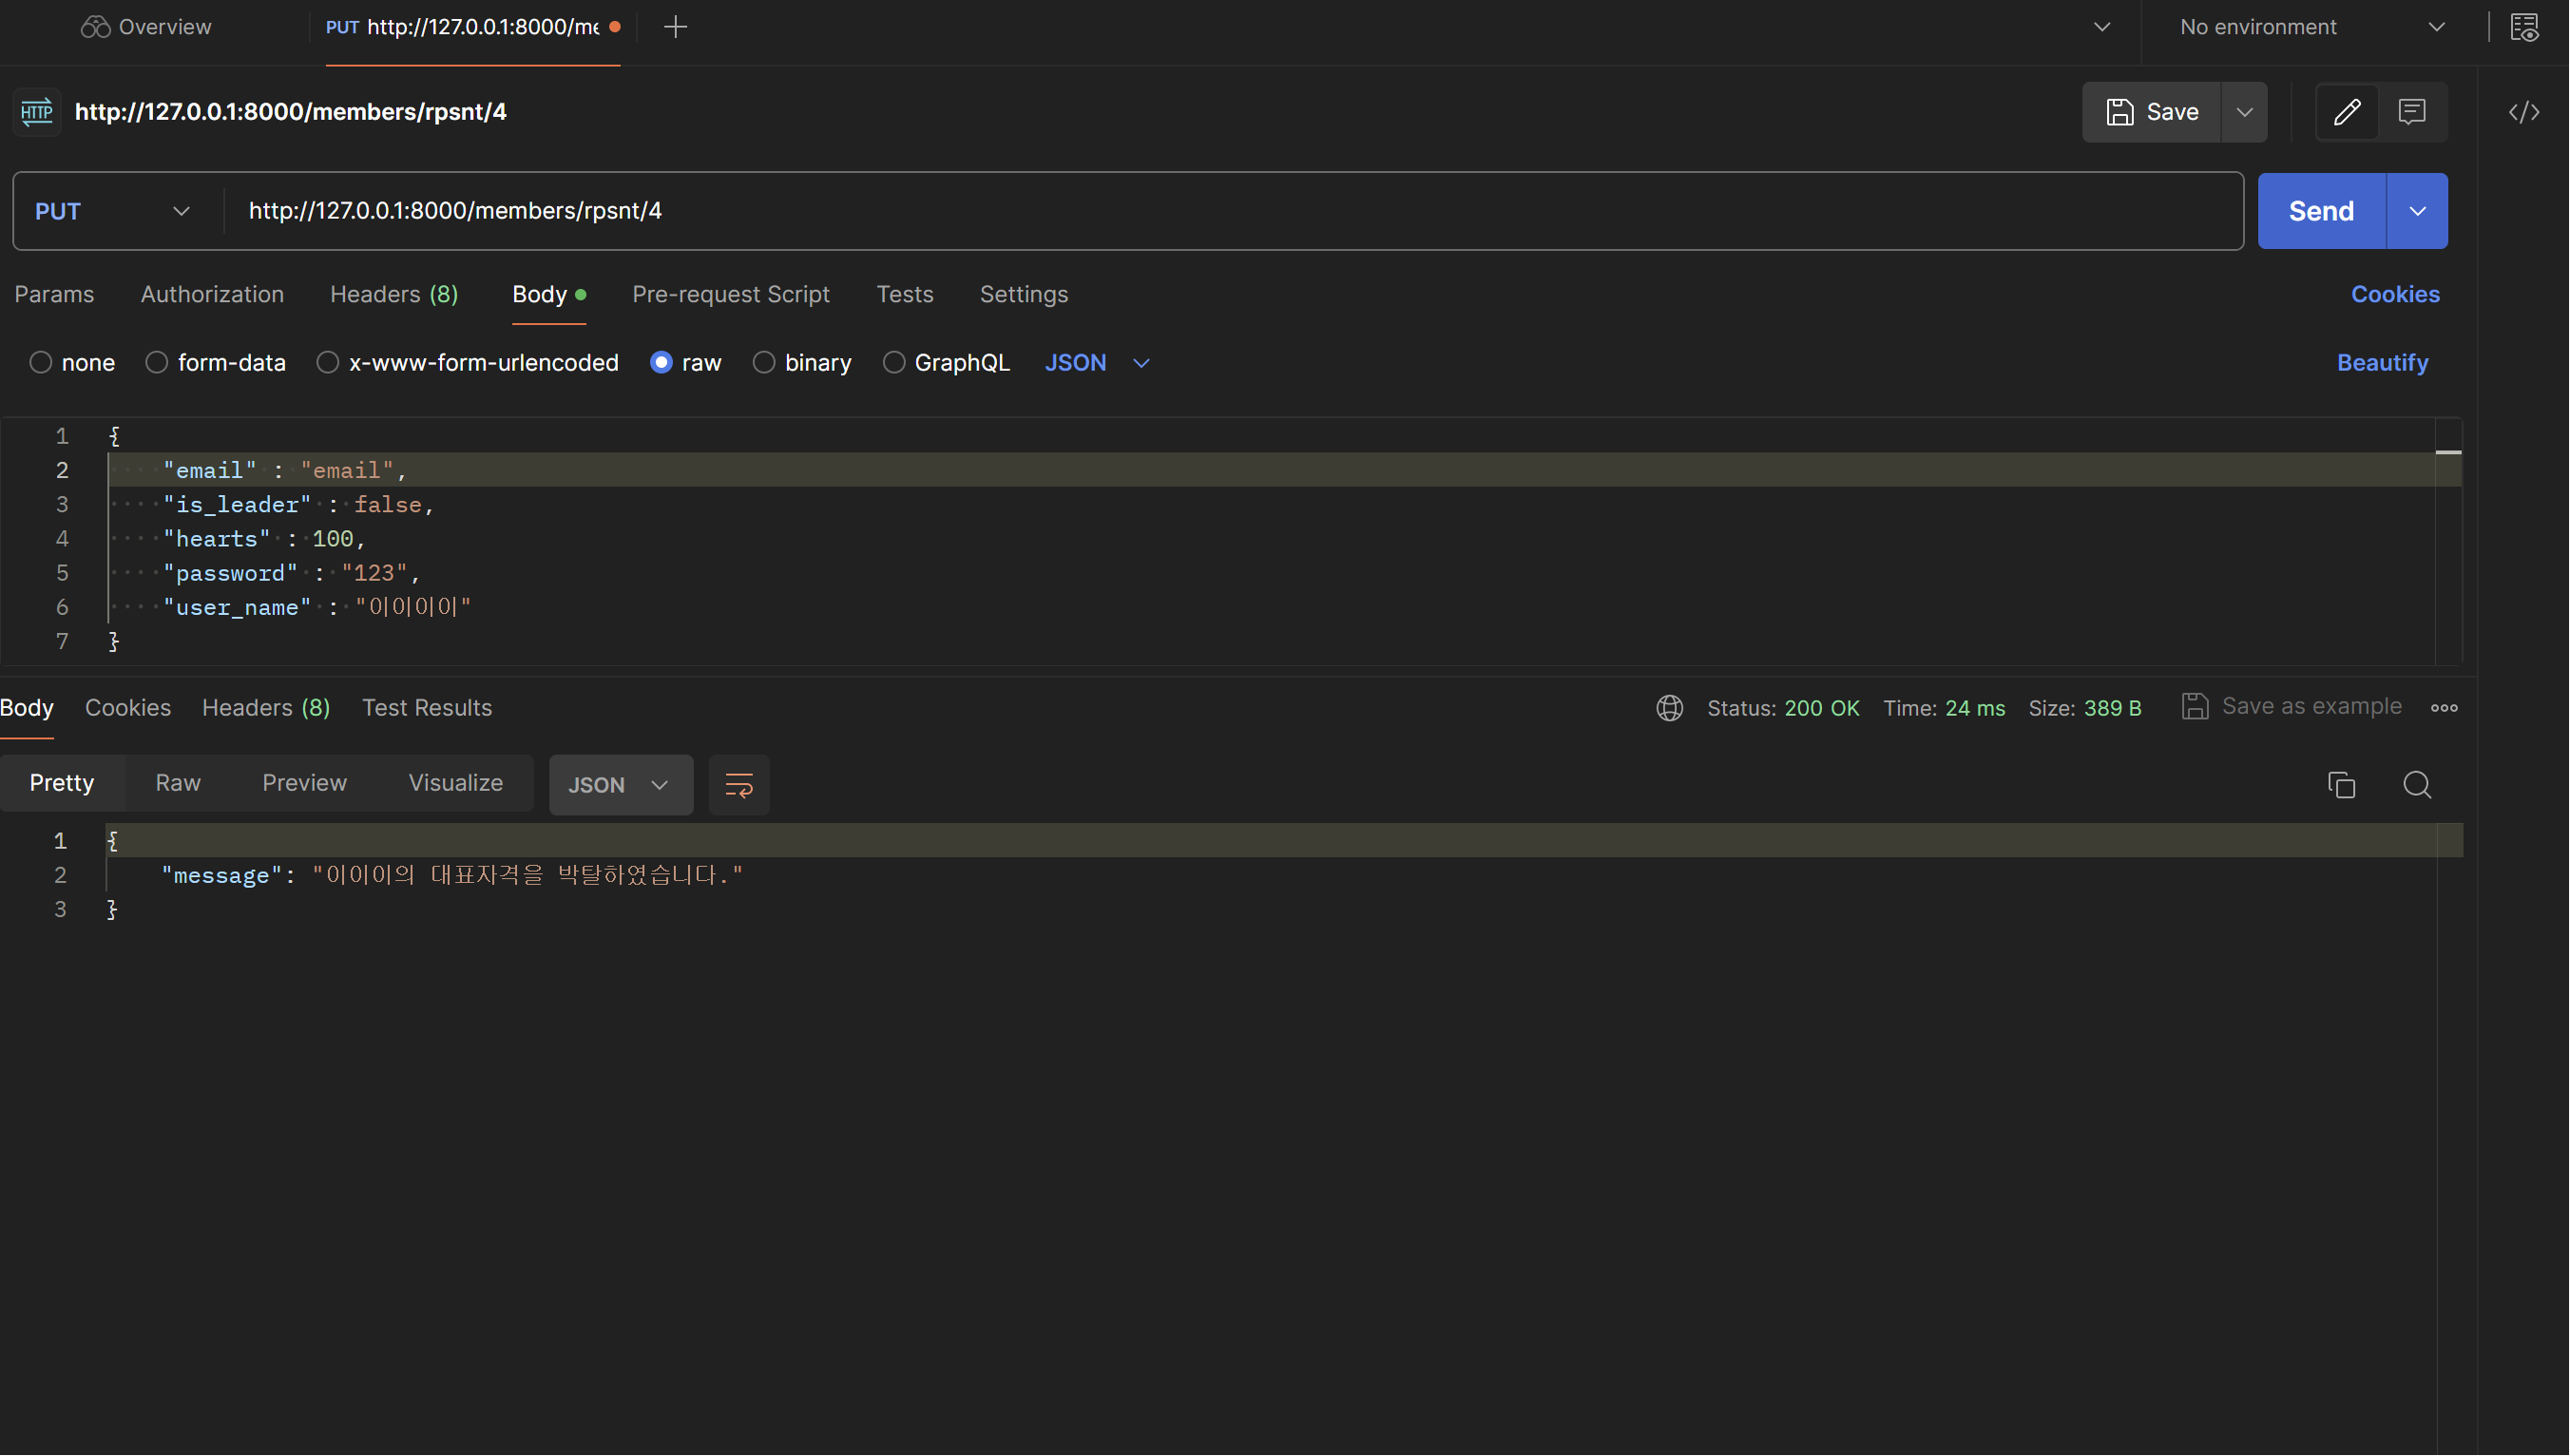 Overview
PUT http://127.0.0.1:8000/me
No environment
HTTP http://127.0.0.1:8000/members/rpsnt/4
Save
PUT http://127.0.0.1:8000/members/rpsnt/4 Send
Params Authorization Headers (8) Body Pre-request Script Tests Settings Cookies
none form-data x-www-form-urlencoded raw binary GraphQL JSON Beautify
1 {
2 "email" : "email",
3 "is_leader" : false,
4 "hearts" : 100,
5 "password" : "123",
6 "user_name" : "이이이이"
7 }
Body Cookies Headers (8) Test Results Status: 200 OK Time: 24 ms Size: 389 B Save as example
Pretty Raw Preview Visualize JSON
1 {
2 "message": "이이이의 대표자격을 박탈하였습니다."
3 }